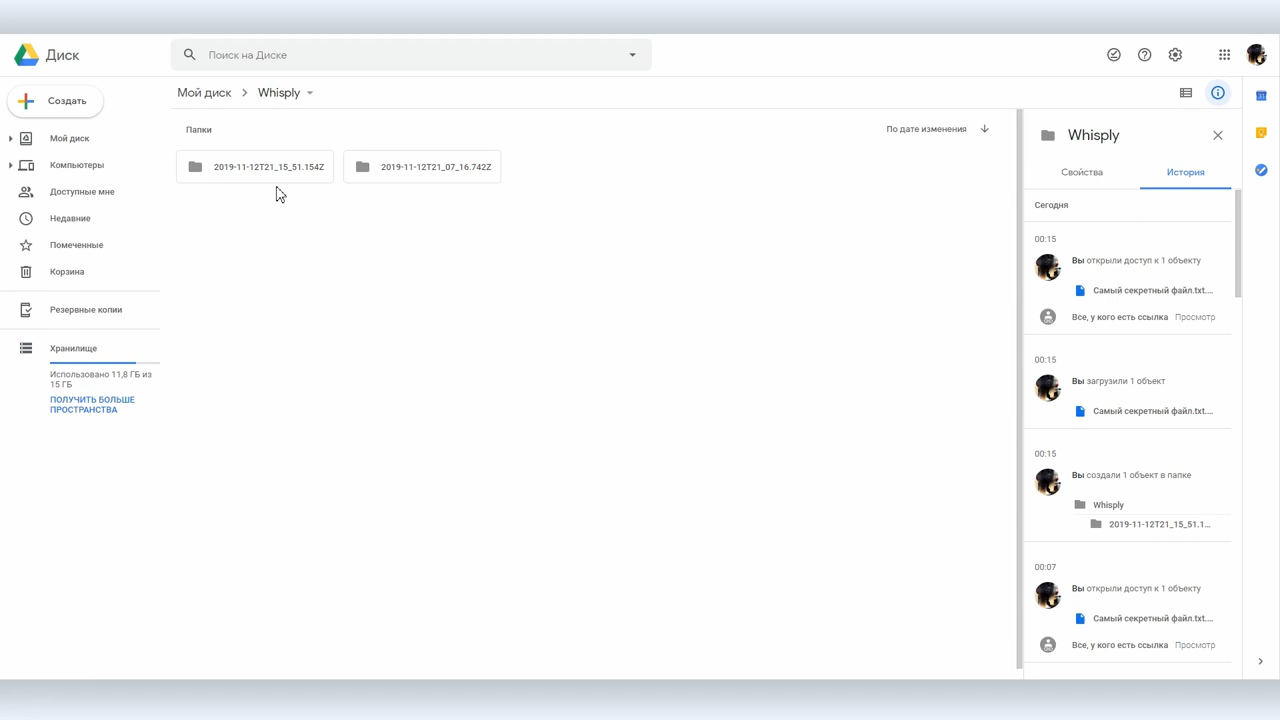 Диск
Поиск на Диске
Создать
Мой диск
Компьютеры
Доступные мне
Недавние
Помеченные
Корзина
Резервные копии
Хранилище
Использовано 11,8 ГБ из
15 ГБ
ПОЛУЧИТЬ БОЛЬШЕ
ПРОСТРАНСТВА
Мой диск > Whisply
Папки
По дате изменения
2019-11-12T21_15_51.154Z
2019-11-12T21_07_16.742Z
Whisply
Свойства
История
Сегодня
00:15
Вы открыли доступ к 1 объекту
Самый секретный файл.txt....
Все, у кого есть ссылка Просмотр
00:15
Вы загрузили 1 объект
Самый секретный файл.txt....
00:15
Вы создали 1 объект в папке
Whisply
2019-11-12T21_15_51.1...
00:07
Вы открыли доступ к 1 объекту
Самый секретный файл.txt....
Все, у кого есть ссылка Просмотр
31